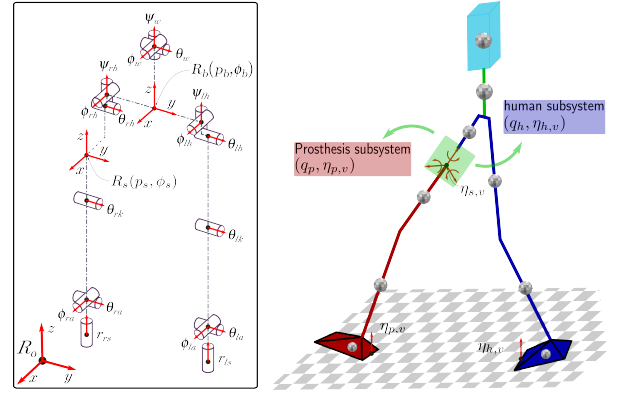 ψ_w
θ_w
ϕ_w
R_b(p_b, ϕ_b)
ψ_rh
ψ_lh
z
y
x
ϕ_rh
θ_rh
ϕ_lh
θ_lh
z
y
x
R_s(p_s, ϕ_s)
θ_rk
θ_lk
ϕ_ra
θ_ra
r_rs
ϕ_la
θ_la
r_ls
z
R_o
x
y
human subsystem
(q_h, η_h,v)
Prosthesis subsystem
(q_p, η_p,v)
η_s,v
η_p,v
η_h,v